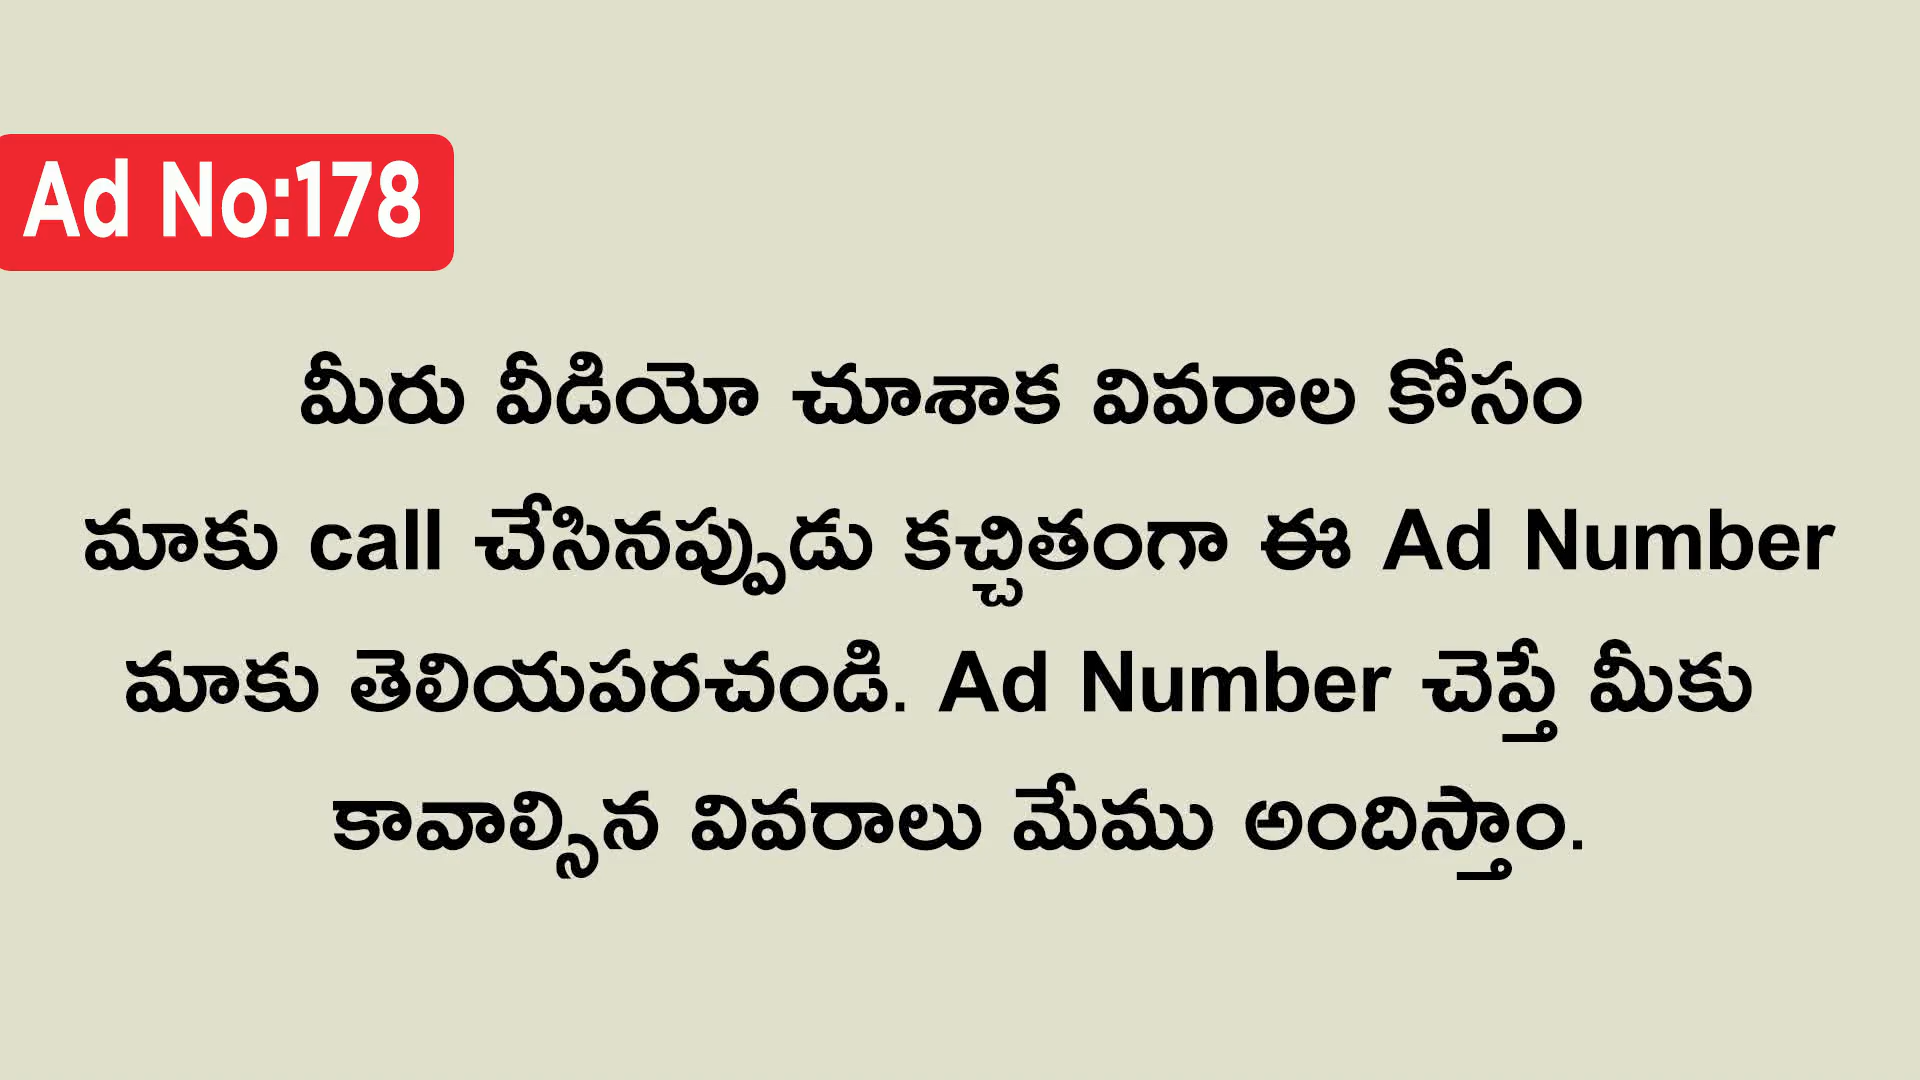 Ad No:178
మీరు వీడియో చూశాక వివరాల కోసం
మాకు call చేసినప్పుడు కచ్చితంగా ఈ Ad Number
మాకు తెలియపరచండి. Ad Number చెప్తే మీకు
కావాల్సిన వివరాలు మేము అందిస్తాం.